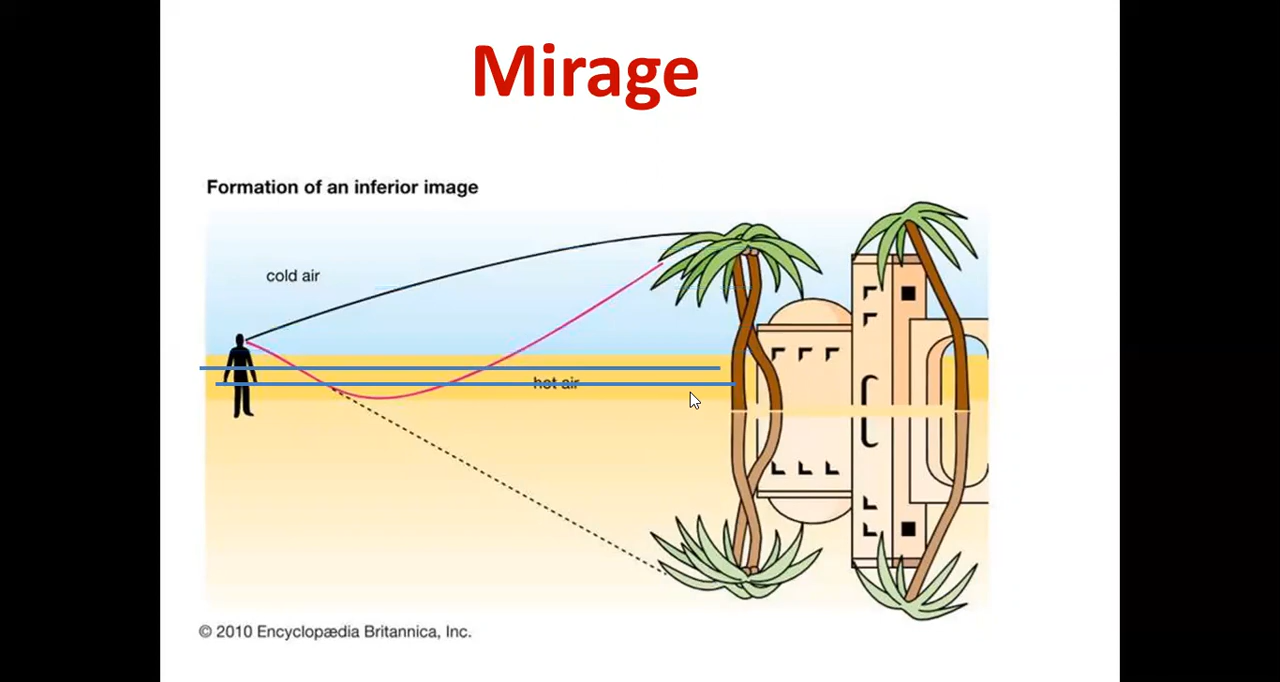 Mirage
Formation of an inferior image
cold air
hot air
© 2010 Encyclopædia Britannica, Inc.